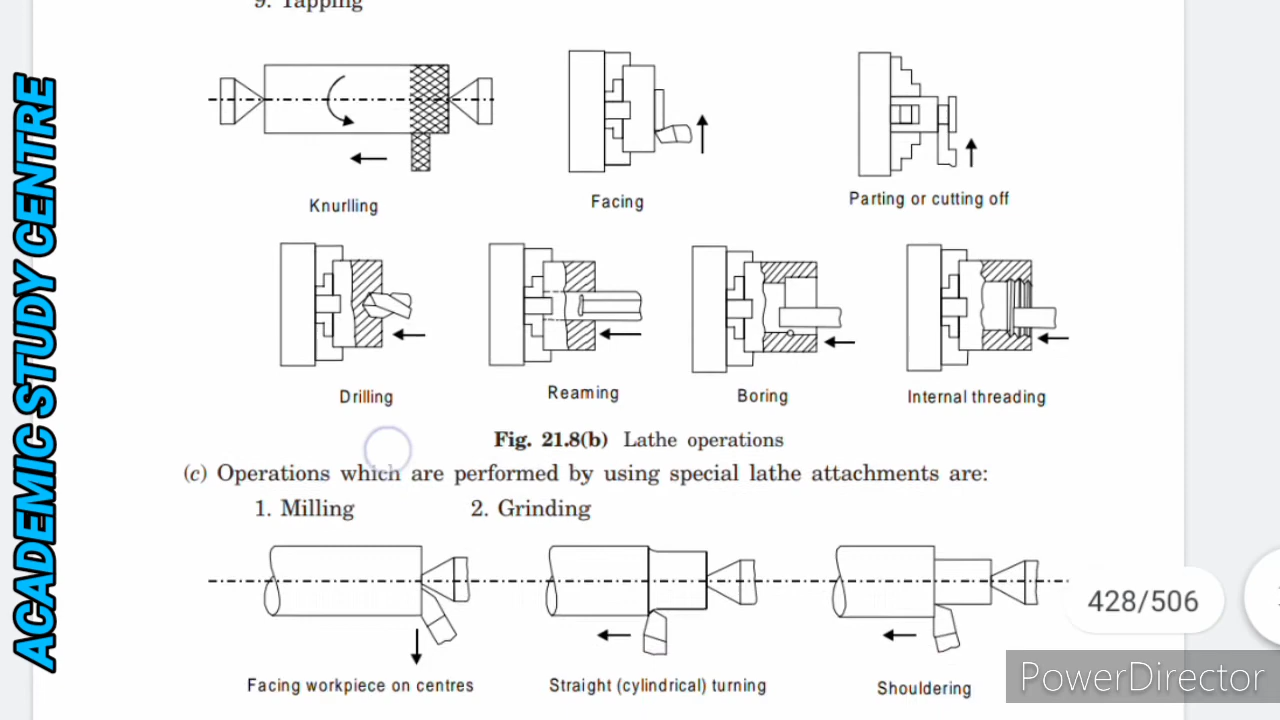 9. Tapping
Knurlling
Facing
Parting or cutting off
Drilling
Reaming
Boring
Internal threading
Fig. 21.8(b) Lathe operations
(c) Operations which are performed by using special lathe attachments are:
1. Milling 2. Grinding
Facing workpiece on centres
Straight (cylindrical) turning
Shouldering
428/506
PowerDirector
ACADEMIC STUDY CENTRE